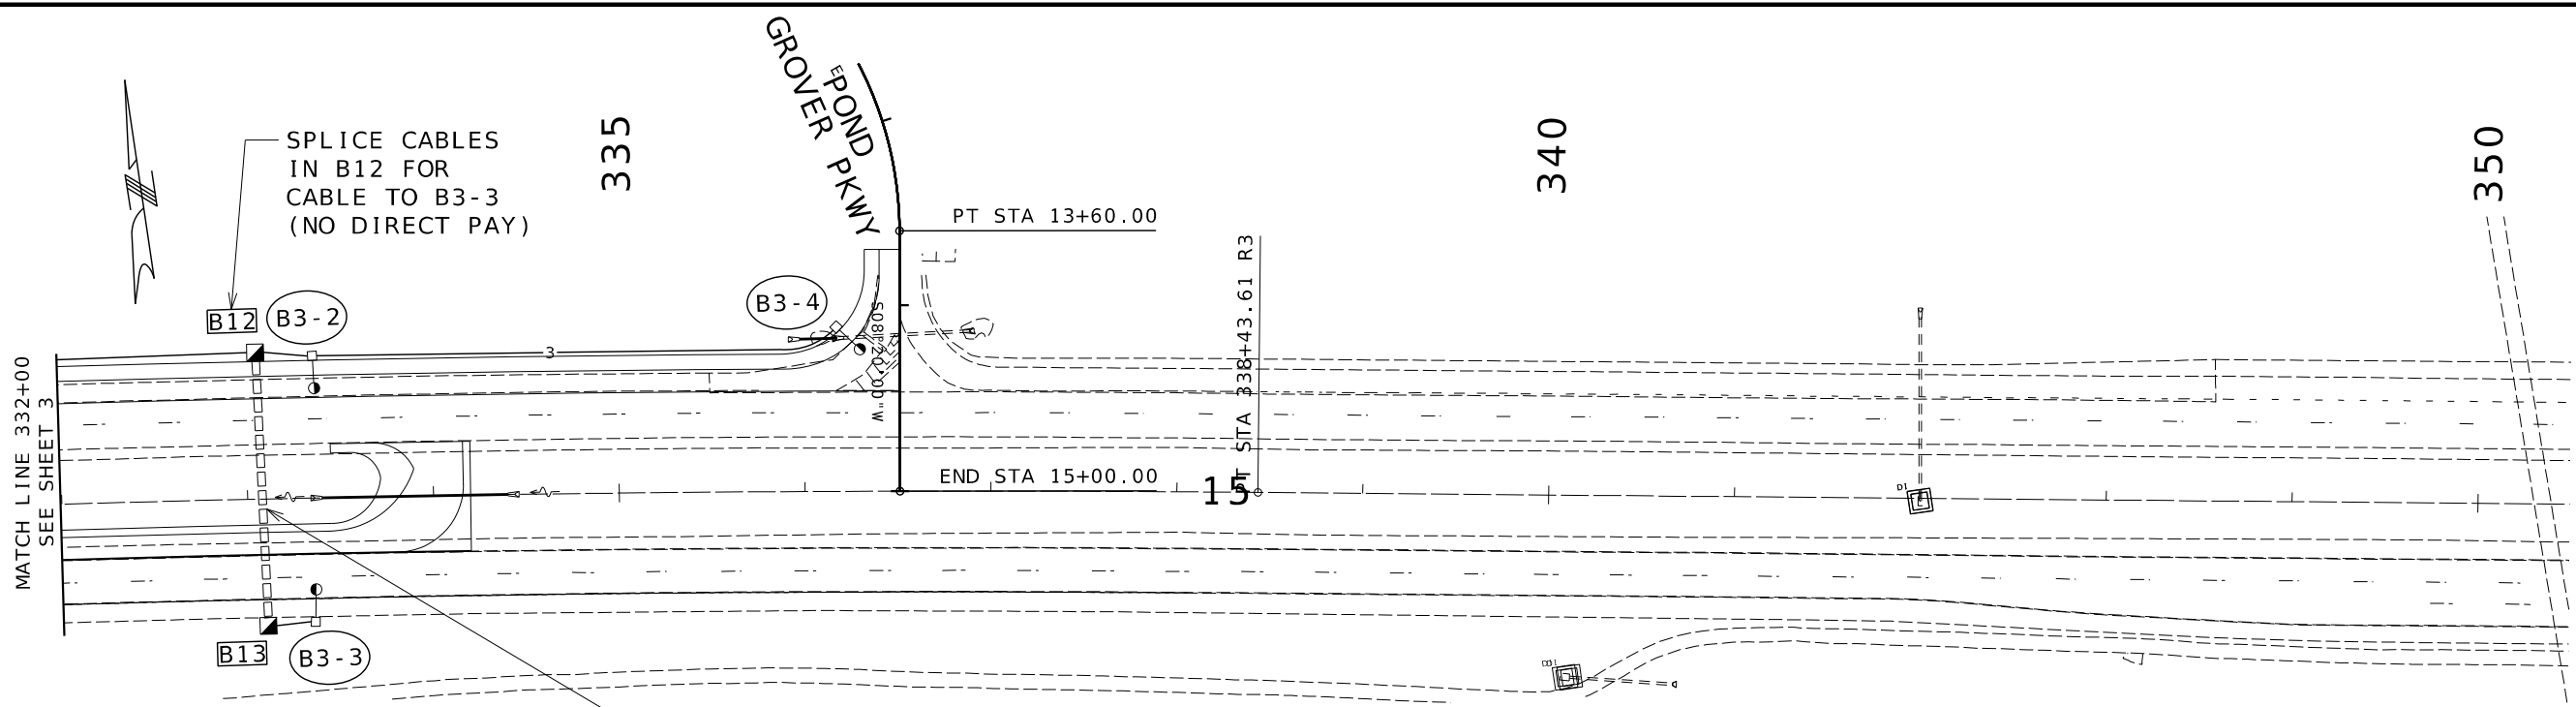 SPLICE CABLES
IN B12 FOR
CABLE TO B3-3
(NO DIRECT PAY)
335
POND
GROVER PKWY
340
350
PT STA 13+60.00
B12
B3-2
B3-4
3
PT STA 338+43.61 RR3
MATCH LINE 332+00
SEE SHEET 3
END STA 15+00.00
15
D1
B13
B3-3